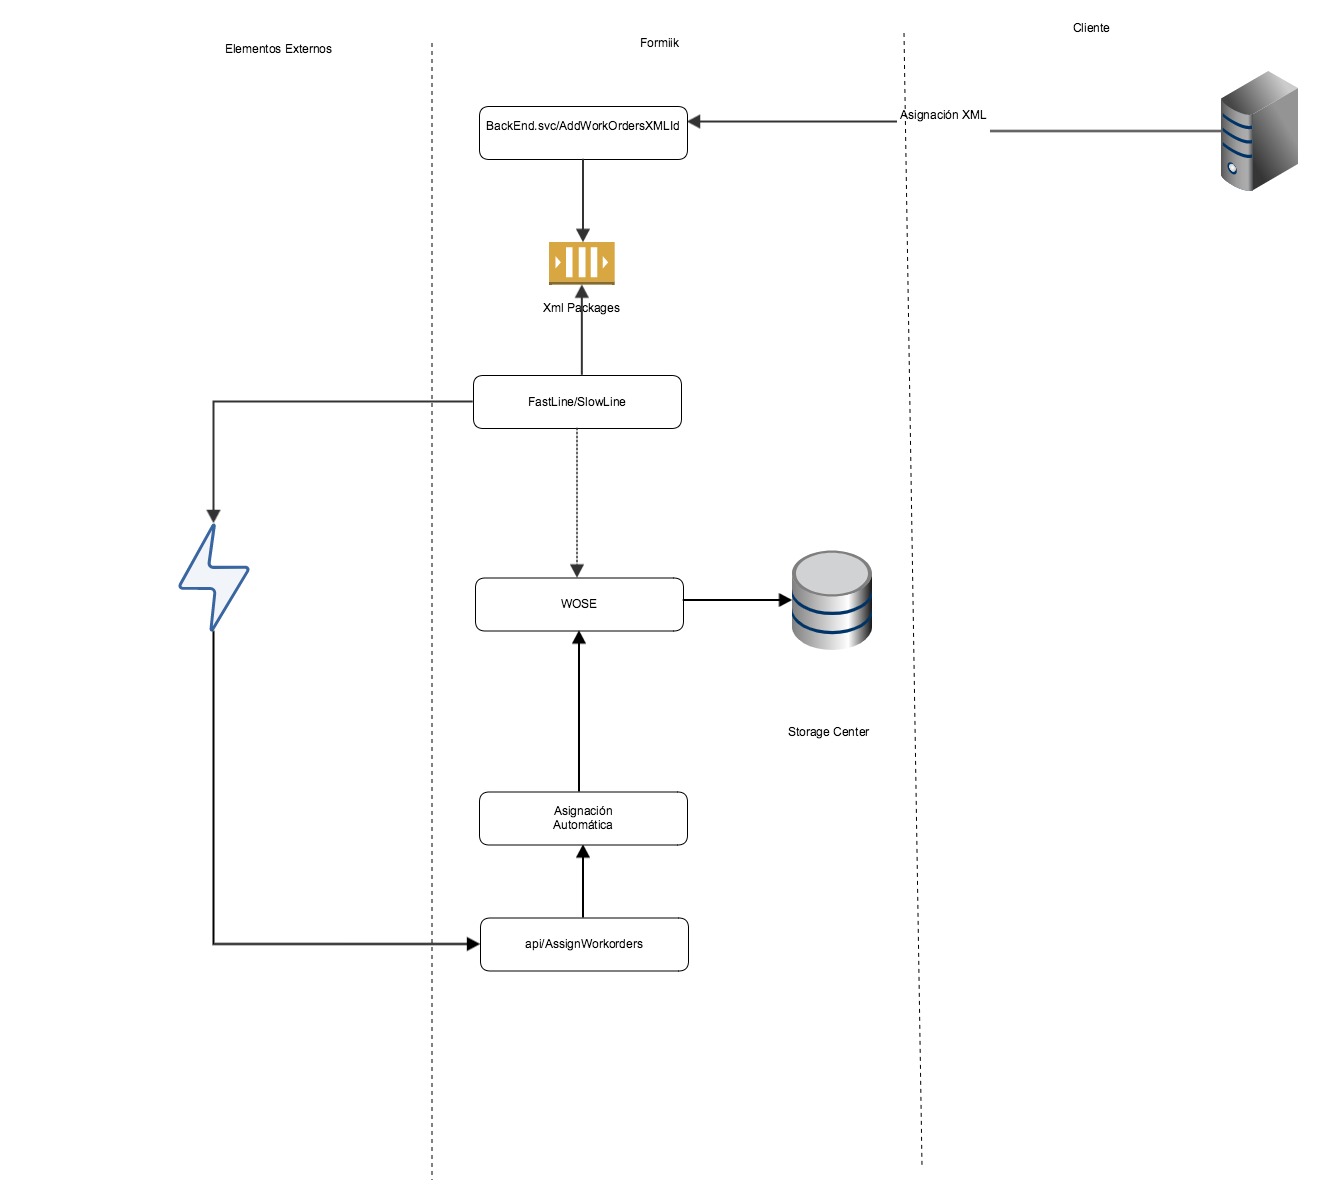 Elementos Externos
Formiik
Cliente
Asignación XML
BackEnd.svc/AddWorkOrdersXMLId
Xml Packages
FastLine/SlowLine
WOSE
Storage Center
Asignación
Automática
api/AssignWorkorders